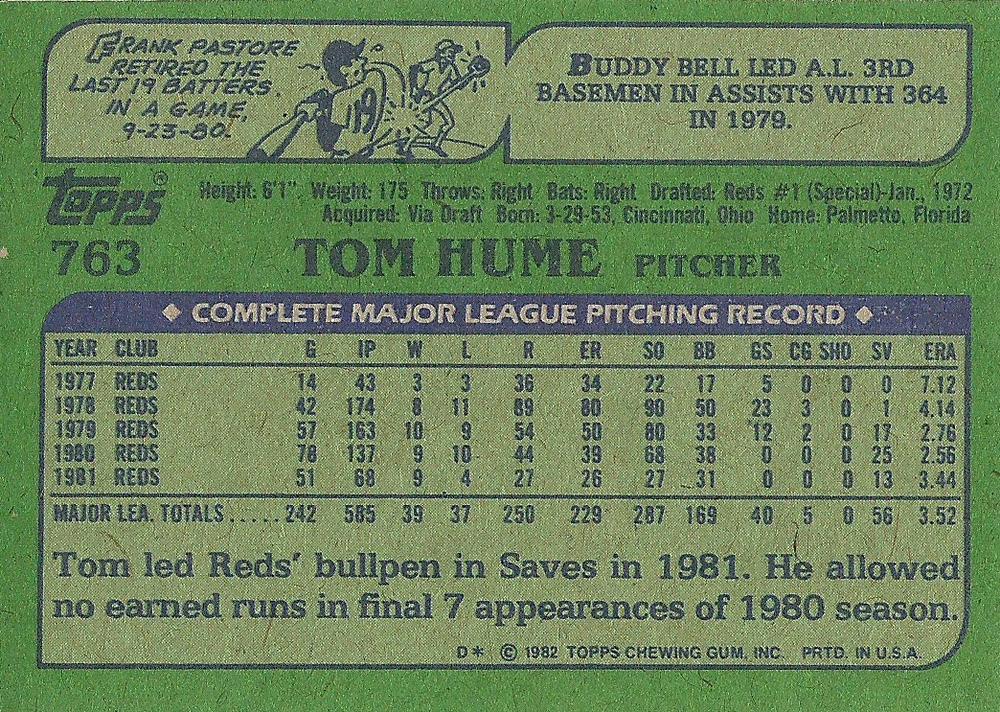 FRANK PASTORE
RETIRED THE
LAST 19 BATTERS
IN A GAME,
9-23-80!
19
BUDDY BELL LED A.L. 3RD
BASEMEN IN ASSISTS WITH 364
IN 1979.
Topps®
Height: 6'1" Weight: 175 Throws: Right Bats: Right Drafted: Reds #1 (Special)-Jan., 1972
Acquired: Via Draft Born: 3-29-53, Cincinnati, Ohio Home: Palmetto, Florida
763 TOM HUME PITCHER
◆ COMPLETE MAJOR LEAGUE PITCHING RECORD ◆
YEAR CLUB G IP W L R ER SO BB GS CG SHO SV ERA
1977 REDS 14 43 3 3 36 34 22 17 5 0 0 0 7.12
1978 REDS 42 174 8 11 89 80 90 50 23 3 0 1 4.14
1979 REDS 57 163 10 9 54 50 80 33 12 2 0 17 2.76
1980 REDS 78 137 9 10 44 39 68 38 0 0 0 25 2.56
1981 REDS 51 68 9 4 27 26 27 31 0 0 0 13 3.44
MAJOR LEA. TOTALS.....242 585 39 37 250 229 287 169 40 5 0 56 3.52
Tom led Reds' bullpen in Saves in 1981. He allowed
no earned runs in final 7 appearances of 1980 season.
D* © 1982 TOPPS CHEWING GUM, INC. PRTD. IN U.S.A.